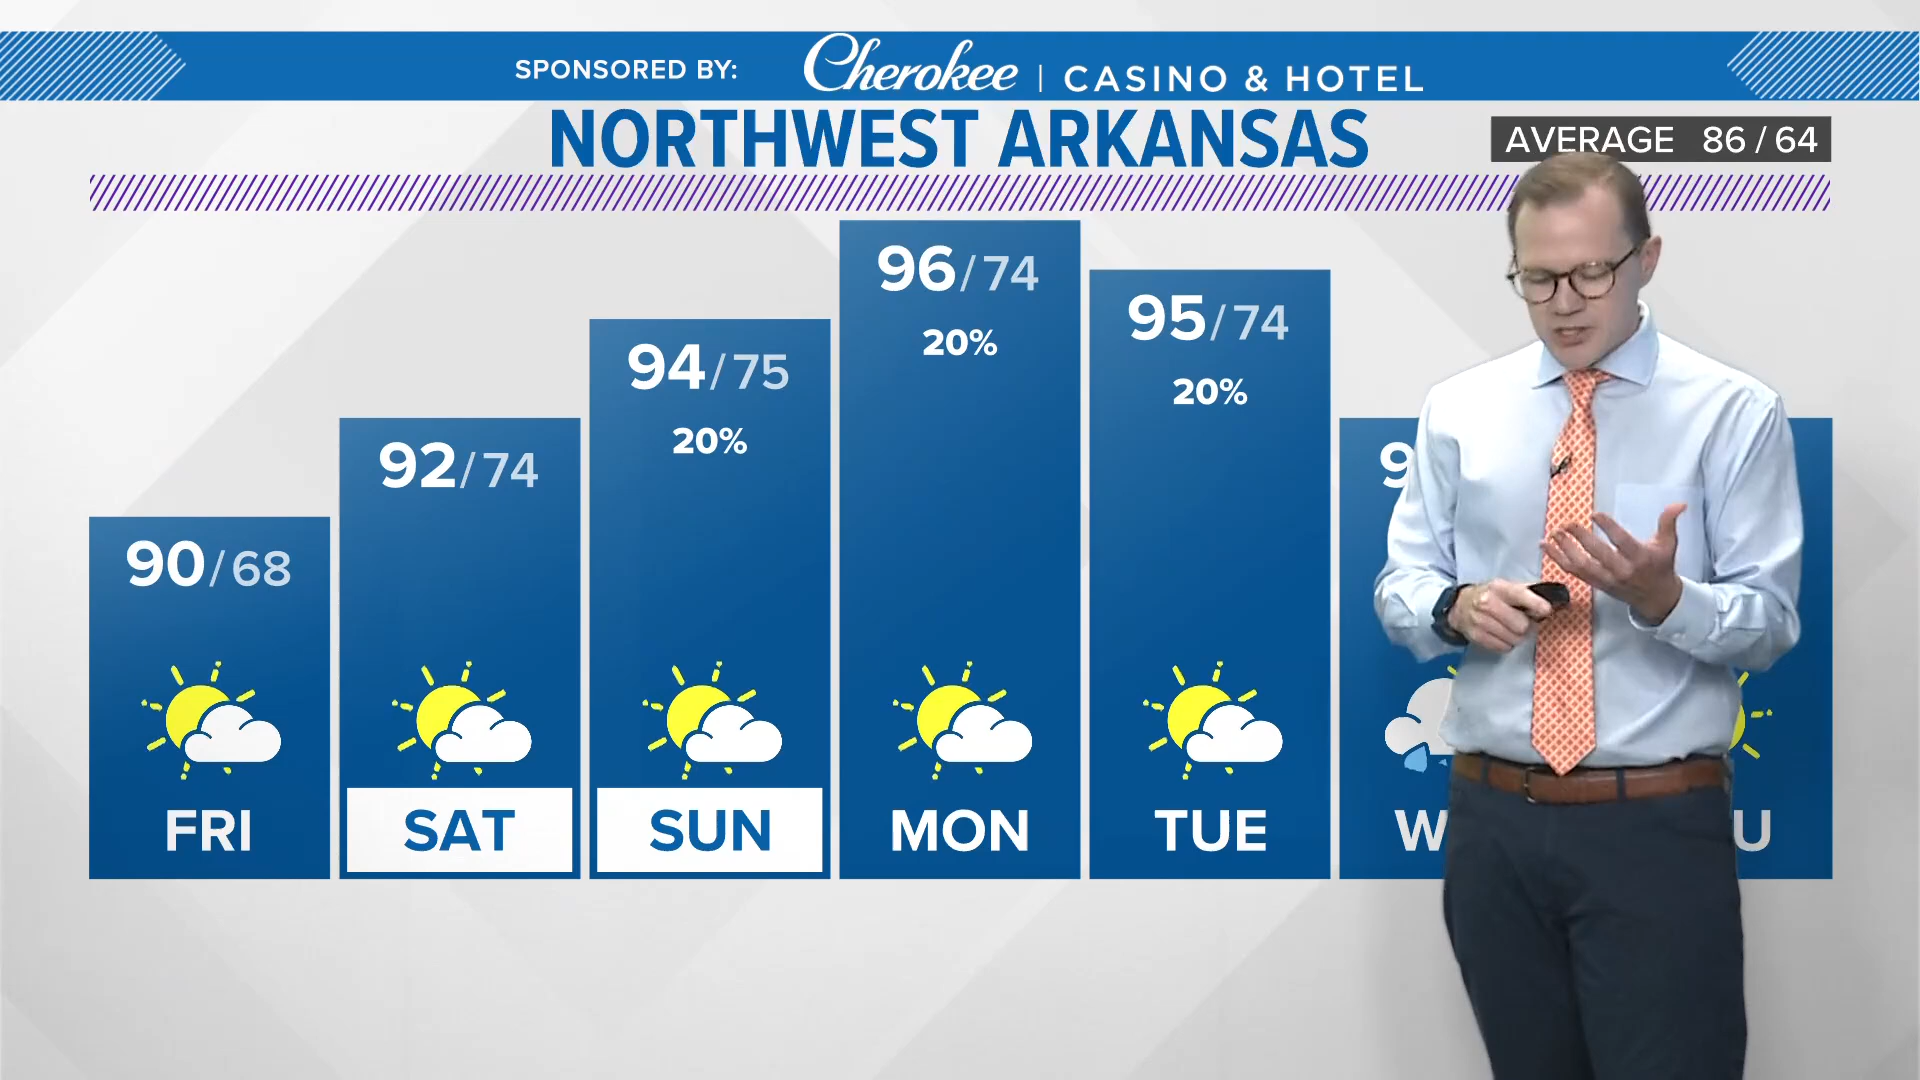 SPONSORED BY: Cherokee | CASINO & HOTEL
NORTHWEST ARKANSAS
AVERAGE 86 / 64
90/68
FRI
92/74
SAT
94/75
20%
SUN
96/74
20%
MON
95/74
20%
TUE